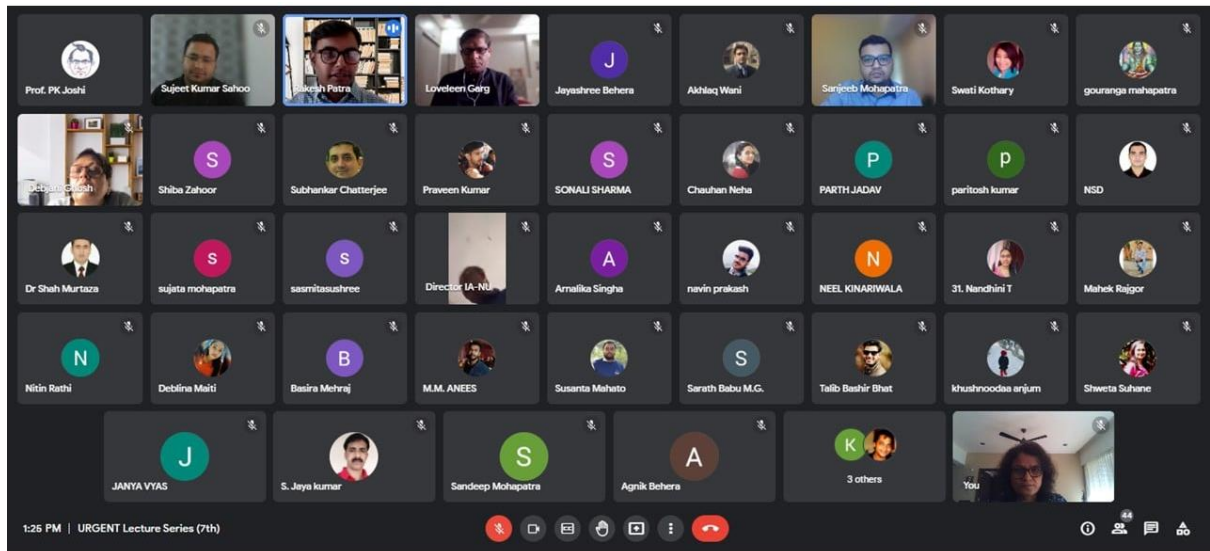 Prof. PK Joshi
Sujeet Kumar Sahoo
Rakesh Patra
Loveleen Garg
J
Jayashree Behera
Akhlaq Wani
Sanjeeb Mohapatra
Swati Kothary
gouranga mahapatra
Debjani Ghosh
S
Shiba Zahoor
Subhankar Chatterjee
Praveen Kumar
S
SONALI SHARMA
Chauhan Neha
P
PARTH JADAV
p
paritosh kumar
NSD
Dr Shah Murtaza
s
sujata mohapatra
s
sasmitasushree
Director IA-NU
A
Arnalika Singha
navin prakash
N
NEEL KINARIWALA
31. Nandhini T
Mahek Rajgor
N
Nitin Rathi
Deblina Maiti
B
Basira Mehraj
M.M. ANEES
Susanta Mahato
S
Sarath Babu M.G.
Talib Bashir Bhat
khushnoodaa anjum
Shweta Suhane
J
JANYA VYAS
S. Jaya kumar
S
Sandeep Mohapatra
A
Agnik Behera
K
3 others
You
1:25 PM | URGENT Lecture Series (7th)
44